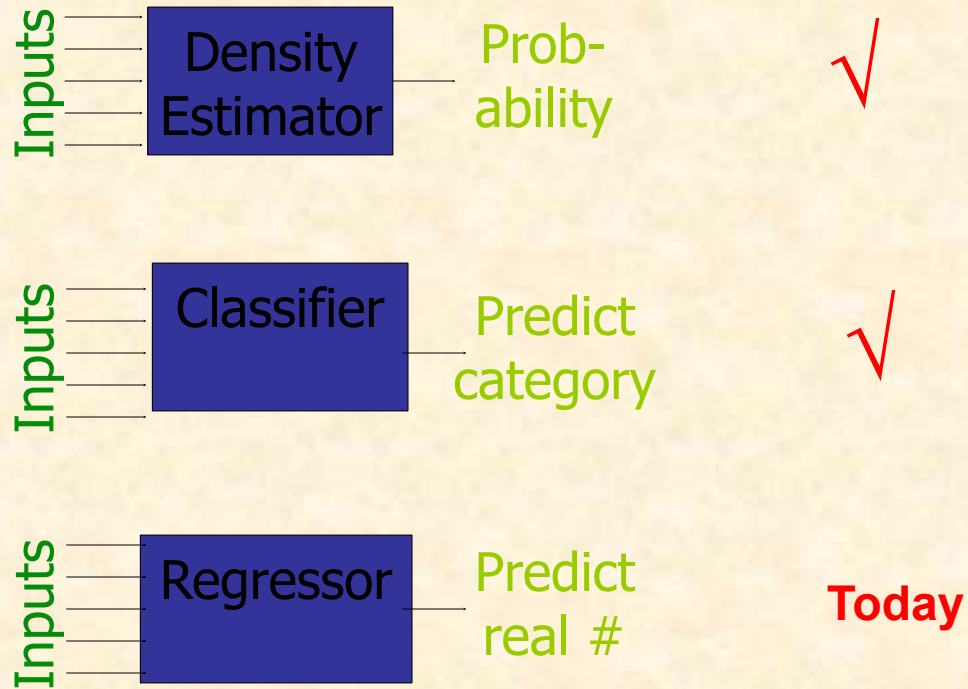 Inputs
Density
Estimator
Prob-
ability
√
Inputs
Classifier
Predict
category
√
Inputs
Regressor
Predict
real #
Today